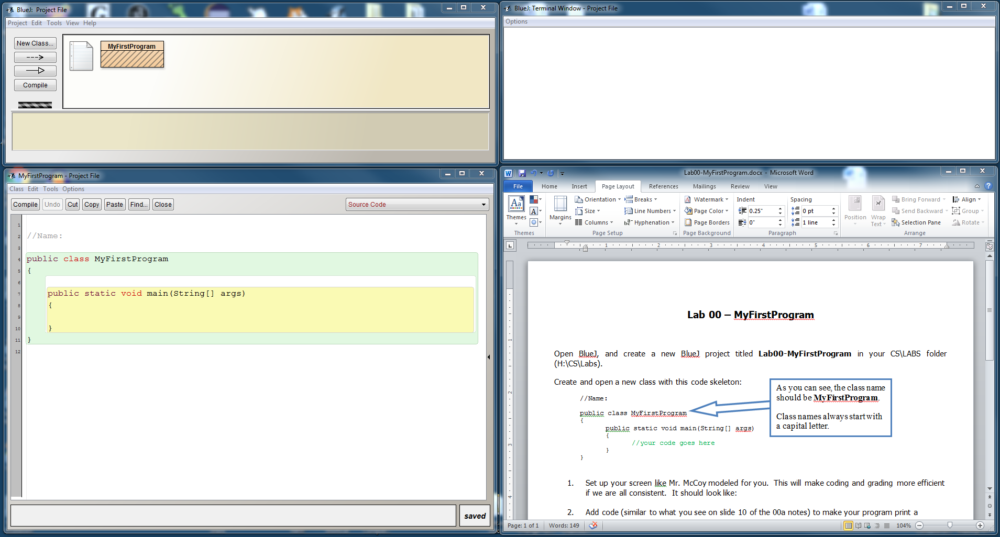 BlueJ:  Project File
Project Edit Tools View Help
New Class...
Compile
MyFirstProgram
BlueJ: Terminal Window - Project File
Options
MyFirstProgram - Project File
Class Edit Tools Options
Compile Undo Cut Copy Paste Find... Close
Source Code
1
2 //Name:
3
4 public class MyFirstProgram
5 {
6
7 public static void main(String[] args)
8 {
9
10 }
11 }
12
saved
Lab00-MyFirstProgram.docx - Microsoft Word
File Home Insert Page Layout References Mailings Review View
Themes
Themes
Margins
Orientation
Size
Columns
Breaks
Line Numbers
Hyphenation
Page Setup
Watermark
Page Color
Page Borders
Page Background
Indent
0.25"
0"
Spacing
0 pt
1 line
Paragraph
Position
Wrap
Text
Bring Forward
Send Backward
Selection Pane
Align
Group
Rotate
Arrange
1 2 3 4 5 6 7
1
2
3
4
Lab 00 – MyFirstProgram
Open BlueJ, and create a new BlueJ project titled Lab00-MyFirstProgram in your CS\LABS folder
(H:\CS\Labs).
Create and open a new class with this code skeleton:
//Name:
public class MyFirstProgram
{
public static void main(String[] args)
{
//your code goes here
}
}
As you can see, the class name
should be MyFirstProgram.
Class names always start with
a capital letter.
1. Set up your screen like Mr. McCoy modeled for you.  This will make coding and grading more efficient
if we are all consistent.  It should look like:
2. Add code (similar to what you see on slide 10 of the 00a notes) to make your program print a
Page: 1 of 1 Words: 149
104%